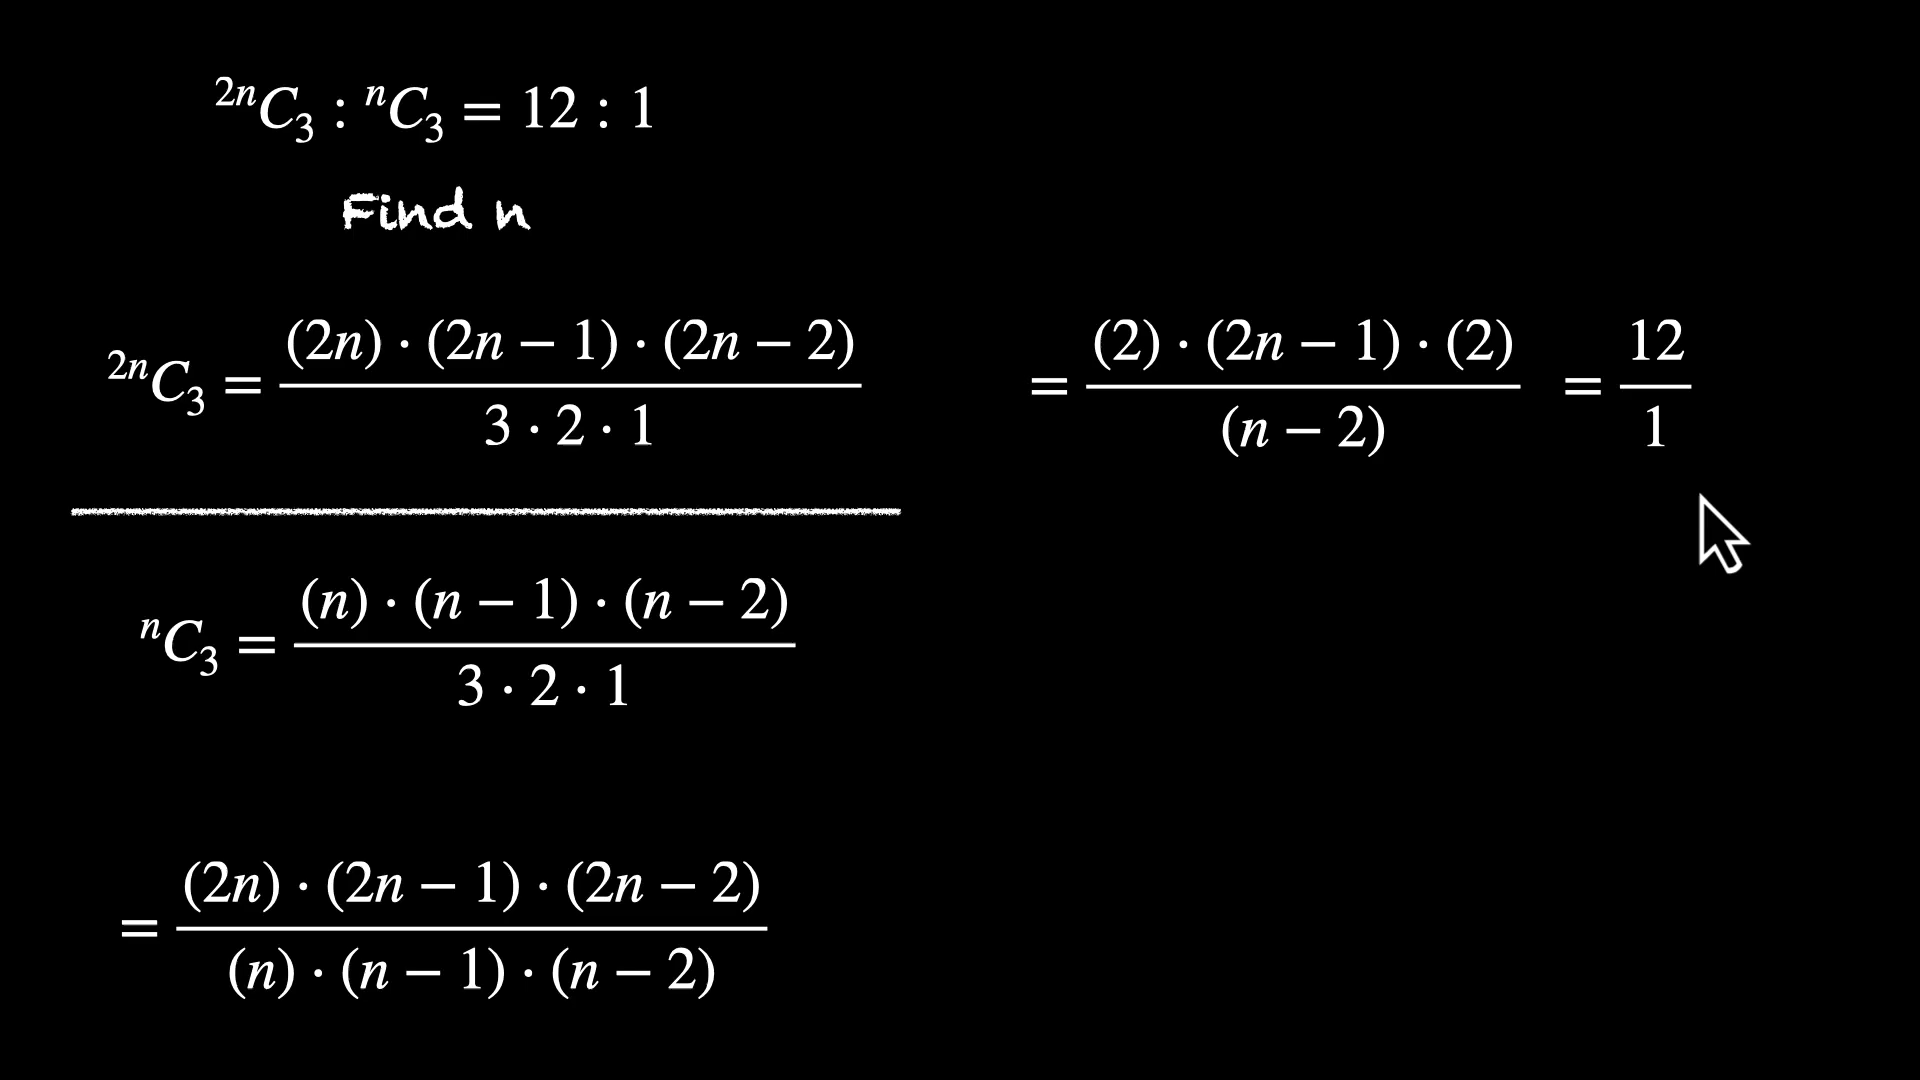 ²ⁿC₃ : ⁿC₃ = 12 : 1
Find n
²ⁿC₃ = (2n) · (2n − 1) · (2n − 2) / 3 · 2 · 1
ⁿC₃ = (n) · (n − 1) · (n − 2) / 3 · 2 · 1
= (2n) · (2n − 1) · (2n − 2) / (n) · (n − 1) · (n − 2)
= (2) · (2n − 1) · (2) / (n − 2) = 12 / 1